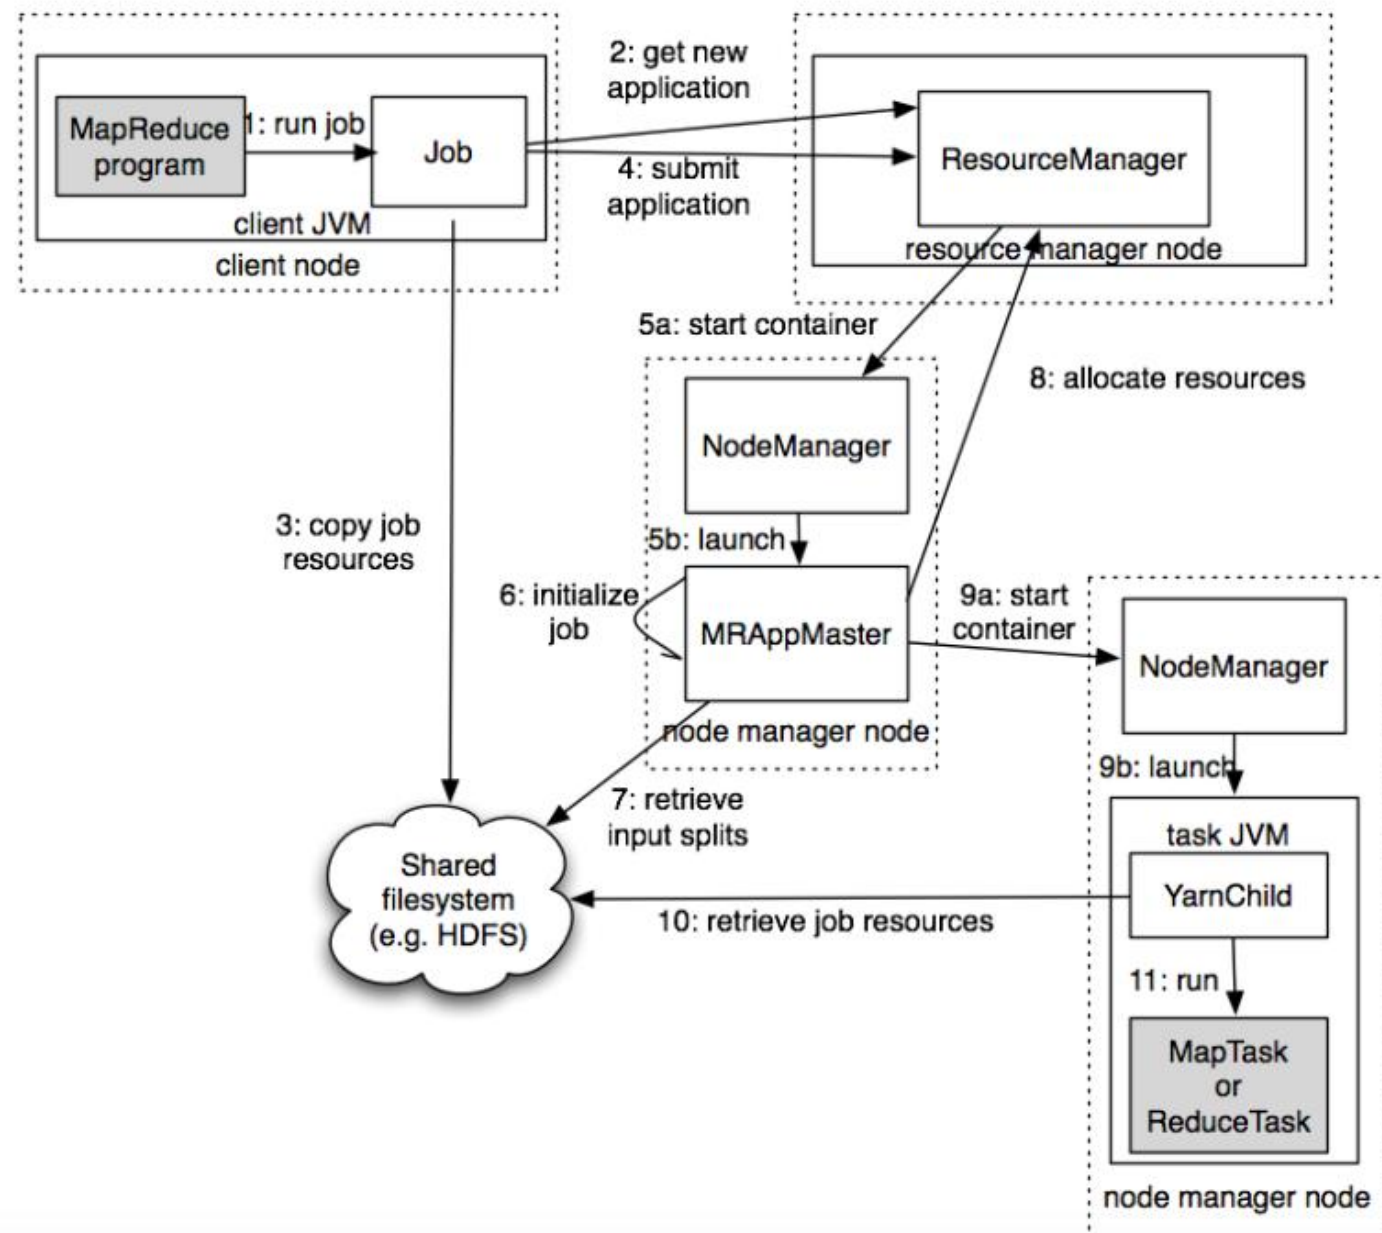 MapReduce
program
1: run job
Job
client JVM
client node
2: get new
application
4: submit
application
ResourceManager
resource manager node
5a: start container
8: allocate resources
NodeManager
5b: launch
3: copy job
resources
6: initialize
job
MRAppMaster
node manager node
9a: start
container
NodeManager
9b: launch
7: retrieve
input splits
Shared
filesystem
(e.g. HDFS)
task JVM
YarnChild
10: retrieve job resources
11: run
MapTask
or
ReduceTask
node manager node